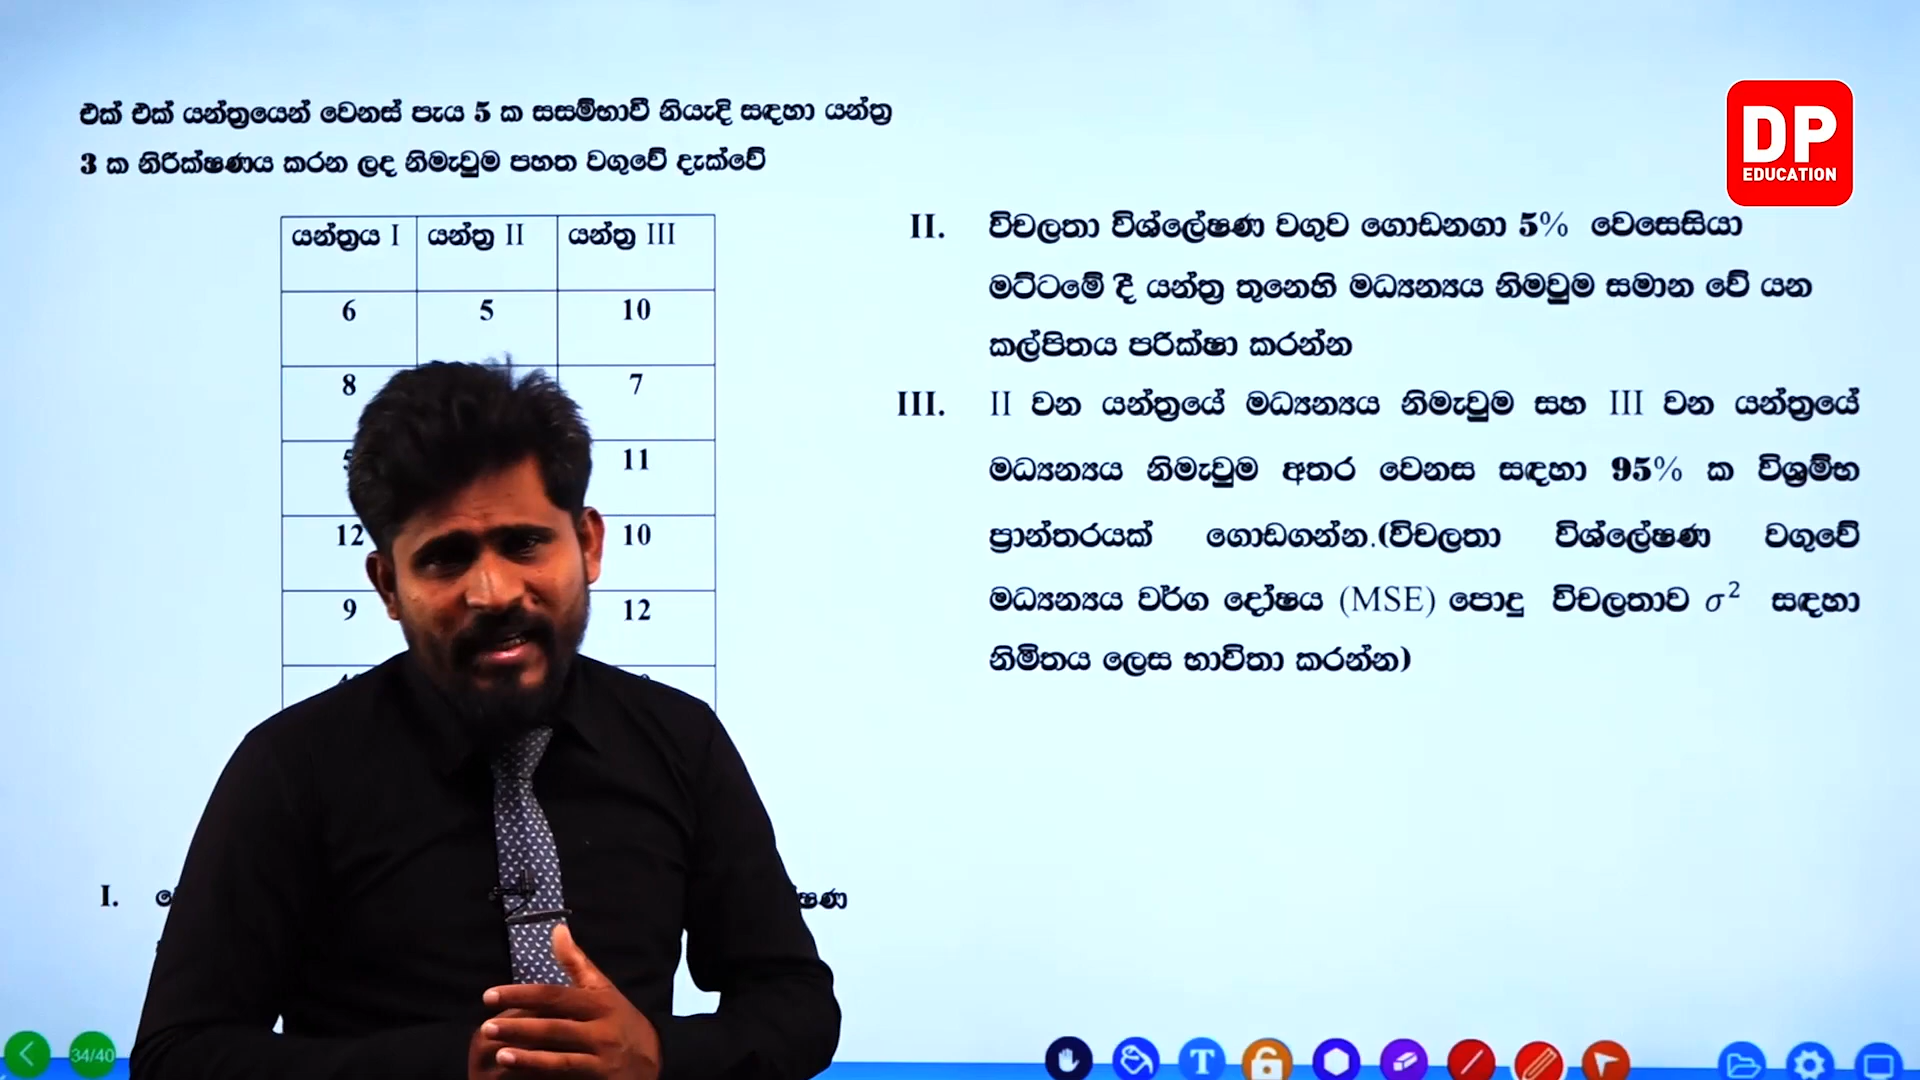 DP
EDUCATION
එක් එක් යන්ත්‍රයෙන් වෙනස් පැය 5 ක සසම්භාවී නියැදි සඳහා යන්ත්‍ර
3 ක නිරීක්ෂණය කරන ලද නිමැවුම පහත වගුවේ දැක්වේ
යන්ත්‍රය I යන්ත්‍ර II යන්ත්‍ර III
6 5 10
8 7
11
12 10
9 12
I.
II. විචලතා විශ්ලේෂණ වගුව ගොඩනගා 5% වෙසෙසියා
මට්ටමේ දී යන්ත්‍ර තුනෙහි මධ්‍යන්‍යය නිමවුම සමාන වේ යන
කල්පිතය පරීක්ෂා කරන්න
III. II වන යන්ත්‍රයේ මධ්‍යන්‍යය නිමැවුම සහ III වන යන්ත්‍රයේ
මධ්‍යන්‍යය නිමැවුම අතර වෙනස සඳහා 95% ක විශ්‍රම්භ
ප්‍රාන්තරයක් ගොඩගන්න.(විචලතා විශ්ලේෂණ වගුවේ
මධ්‍යන්‍යය වර්ග දෝෂය (MSE) පොදු විචලතාව σ² සඳහා
නිමිතය ලෙස භාවිතා කරන්න)
34/40